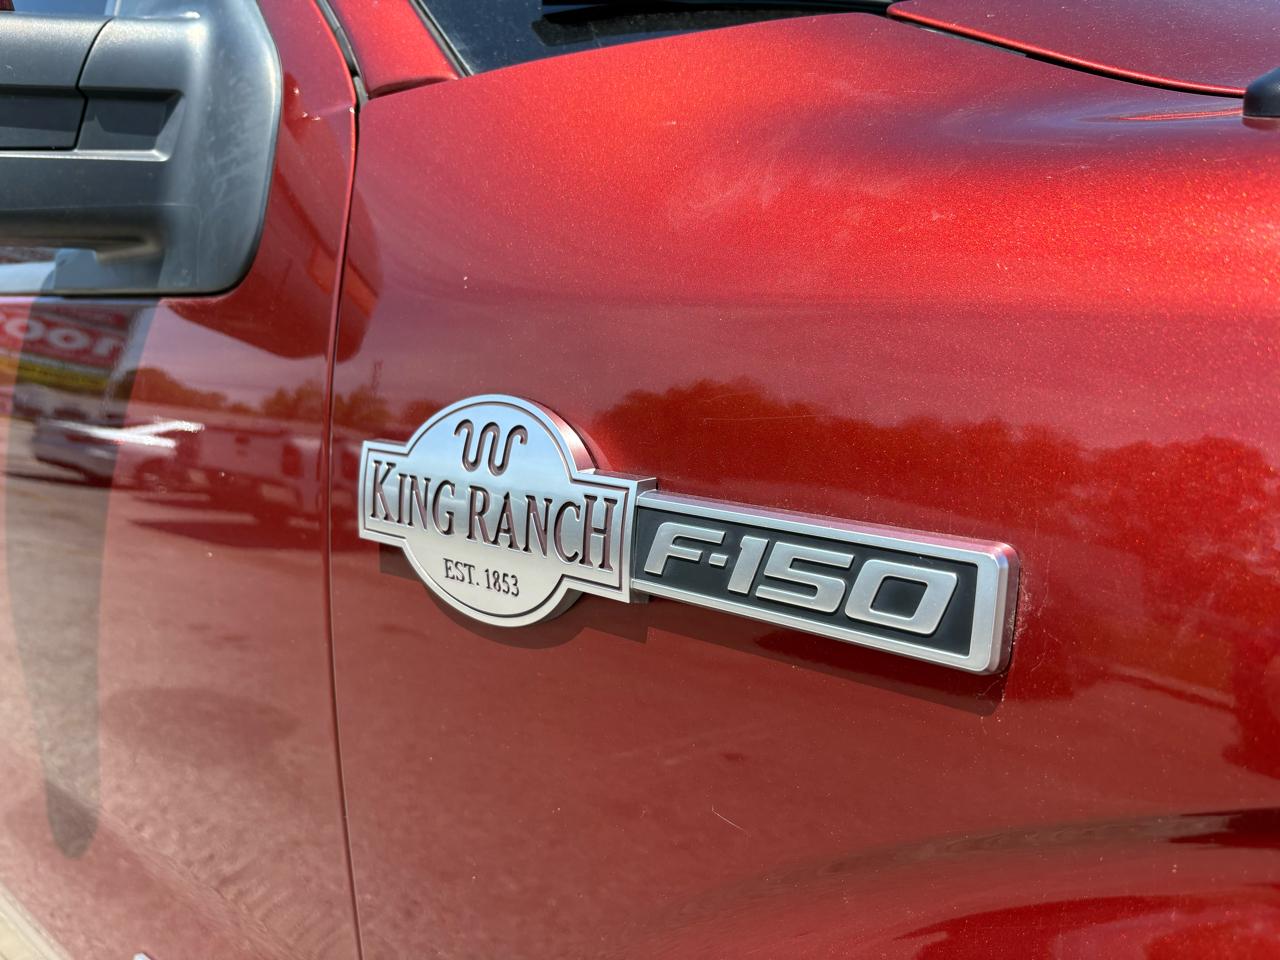 KING RANCH
EST. 1853
F-150